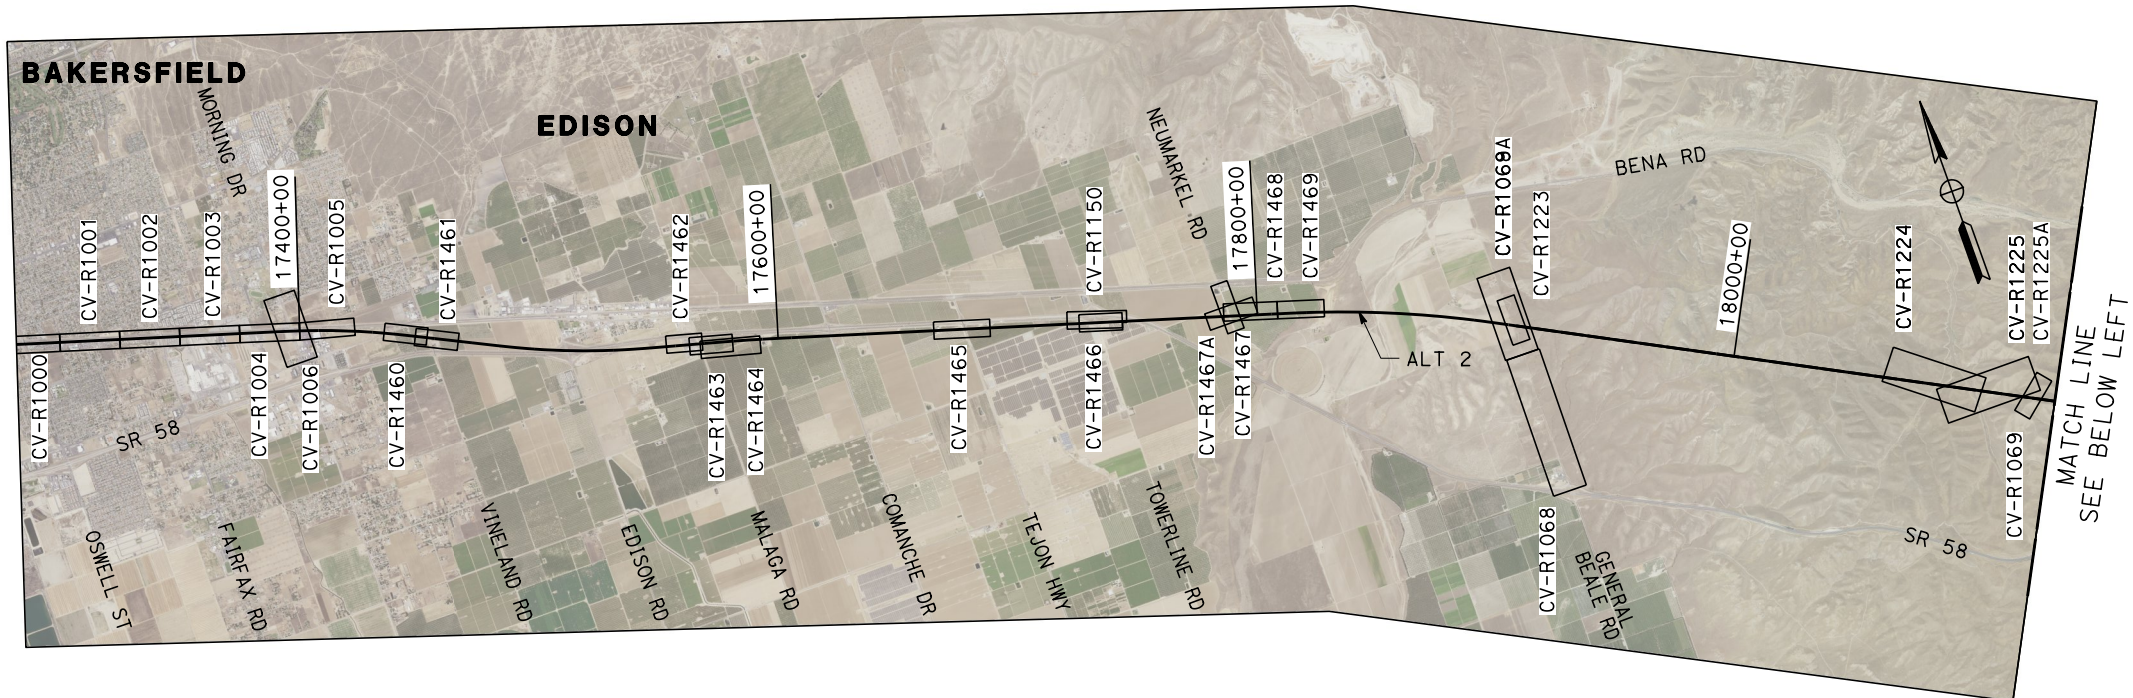 BAKERSFIELD
EDISON
MORNING DR
NEUMARKEL RD
BENA RD
CV-R1001
CV-R1002
CV-R1003
17400+00
CV-R1005
CV-R1461
CV-R1462
17600+00
CV-R1150
17800+00
CV-R1468
CV-R1469
CV-R1069A
CV-R1223
18000+00
CV-R1224
CV-R1225
CV-R1225A
ALT 2
CV-R1000
SR 58
CV-R1004
CV-R1006
CV-R1460
CV-R1463
CV-R1464
CV-R1465
CV-R1466
CV-R1467A
CV-R1467
CV-R1068
CV-R1069
MATCH LINE
SEE BELOW LEFT
OSWELL ST
FAIRFAX RD
VINELAND RD
EDISON RD
MALAGA RD
COMANCHE DR
TEJON HWY
TOWERLINE RD
GENERAL
BEALE RD
SR 58